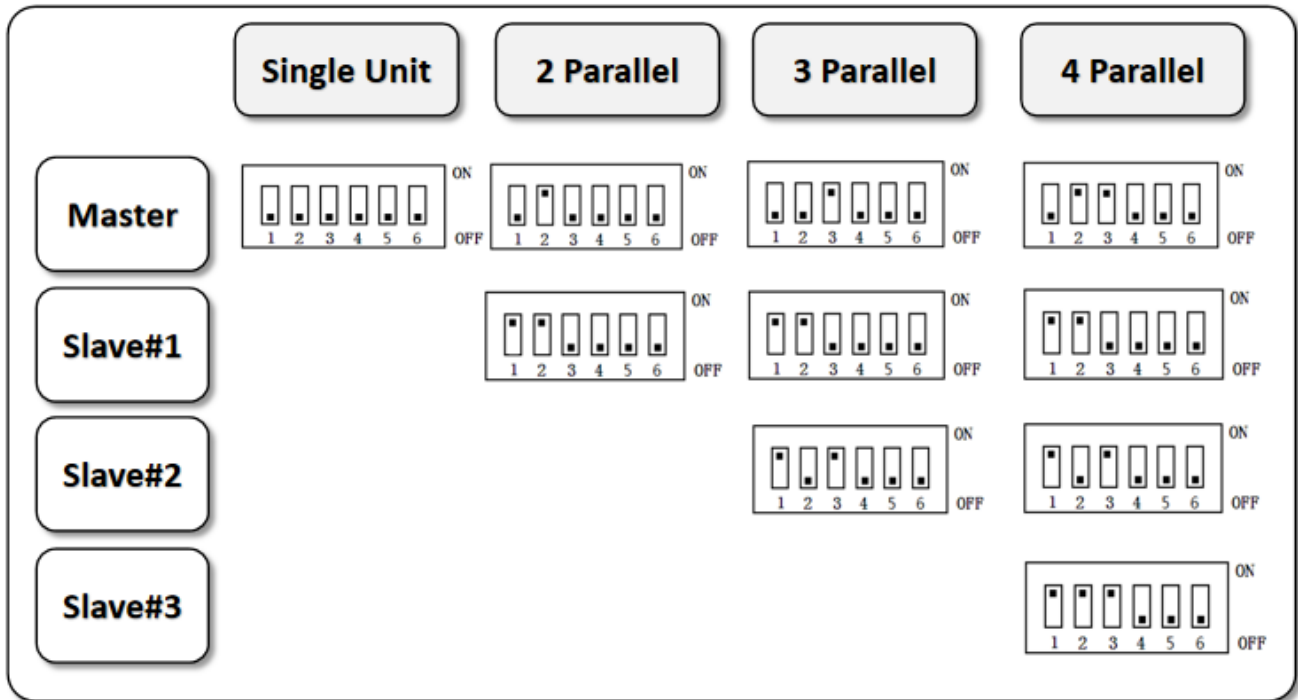 Single Unit 2 Parallel 3 Parallel 4 Parallel
Master
ON ON ON ON
1 2 3 4 5 6 OFF 1 2 3 4 5 6 OFF 1 2 3 4 5 6 OFF 1 2 3 4 5 6 OFF
Slave#1
ON ON ON
1 2 3 4 5 6 OFF 1 2 3 4 5 6 OFF 1 2 3 4 5 6 OFF
Slave#2
ON ON
1 2 3 4 5 6 OFF 1 2 3 4 5 6 OFF
Slave#3
ON
1 2 3 4 5 6 OFF